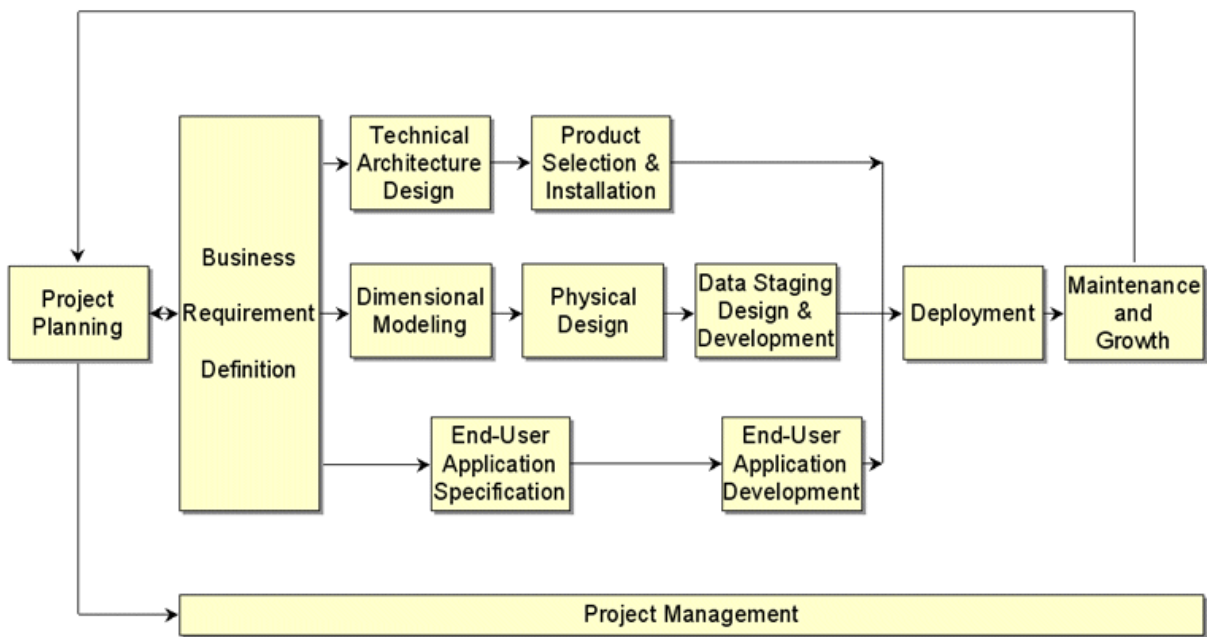 Technical
Architecture
Design
Product
Selection &
Installation
Project
Planning
Business
Requirement
Definition
Dimensional
Modeling
Physical
Design
Data Staging
Design &
Development
Deployment
Maintenance
and
Growth
End-User
Application
Specification
End-User
Application
Development
Project Management